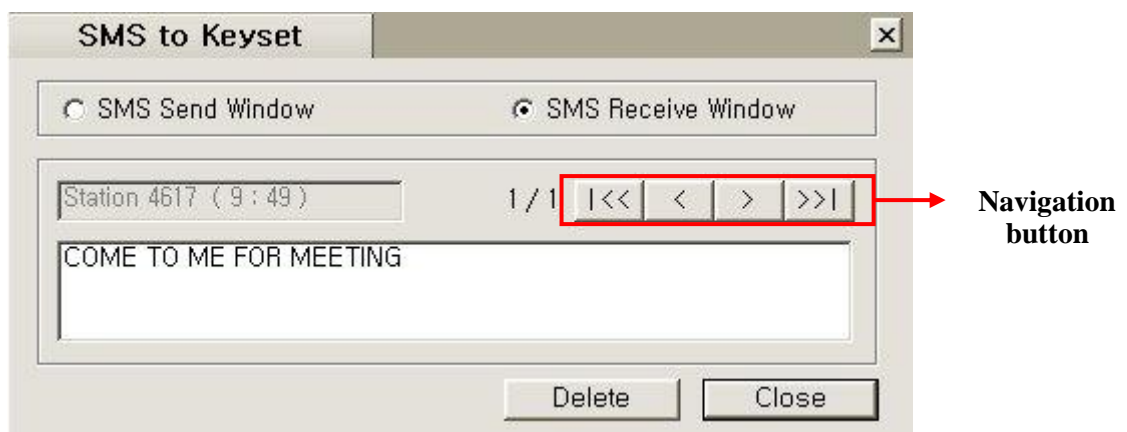 SMS to Keyset
SMS Send Window SMS Receive Window
Station 4617 ( 9 : 49 ) 1 / 1 |<< < > >>|
Navigation
button
COME TO ME FOR MEETING
Delete Close